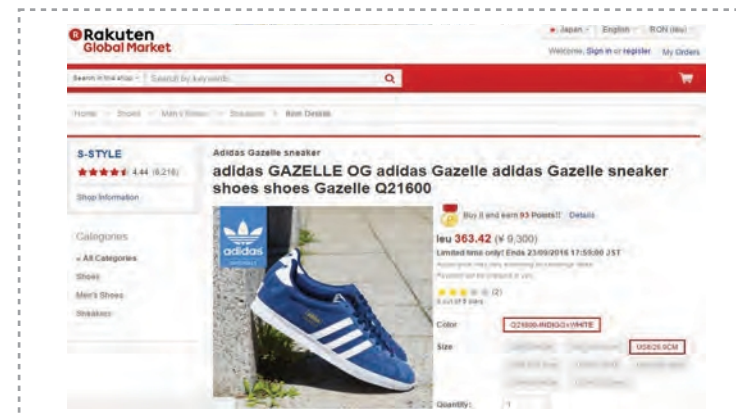 Rakuten
Global Market
Japan English RON (leu)
Welcome. Sign in or register My Orders
Search in this shop Search by keywords
Home Shoes Men's Shoes Sneakers Item Details
S-STYLE
4.44 (6,216)
Shop Information
Categories
« All Categories
Shoes
Men's Shoes
Sneakers
Adidas Gazelle sneaker
adidas GAZELLE OG adidas Gazelle adidas Gazelle sneaker
shoes shoes Gazelle Q21600
adidas
Buy it and earn 93 Points!! Details
leu 363.42 (¥ 9,300)
Limited time only! Ends 23/09/2016 17:59:00 JST
(2)
Color
Q21600-INDIGO×WHITE
Size
US8/26.0CM
Quantity:
1